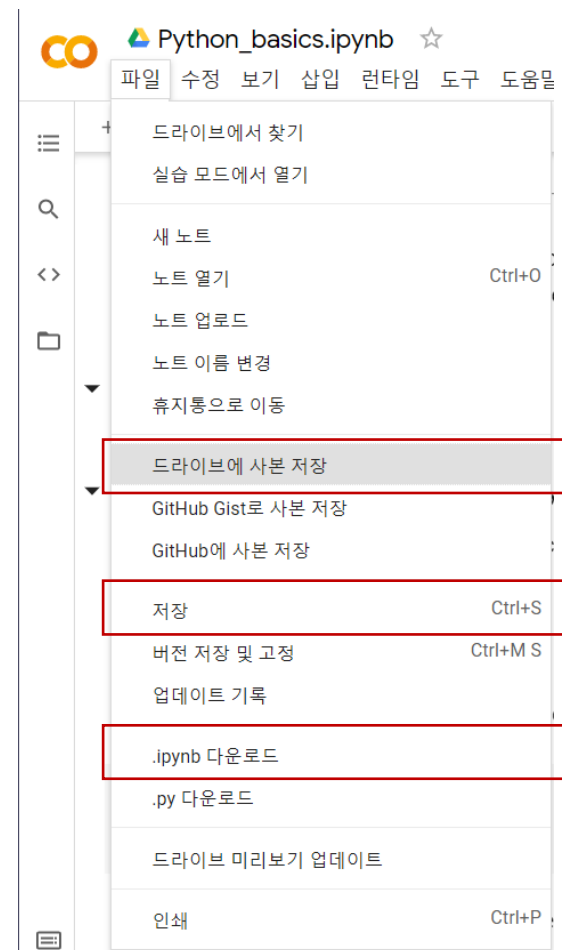 Python_basics.ipynb
파일 수정 보기 삽입 런타임 도구
드라이브에서 찾기
실습 모드에서 열기
새 노트
노트 열기 Ctrl+O
노트 업로드
노트 이름 변경
휴지통으로 이동
드라이브에 사본 저장
GitHub Gist로 사본 저장
GitHub에 사본 저장
저장 Ctrl+S
버전 저장 및 고정 Ctrl+M S
업데이트 기록
.ipynb 다운로드
.py 다운로드
드라이브 미리보기 업데이트
인쇄 Ctrl+P